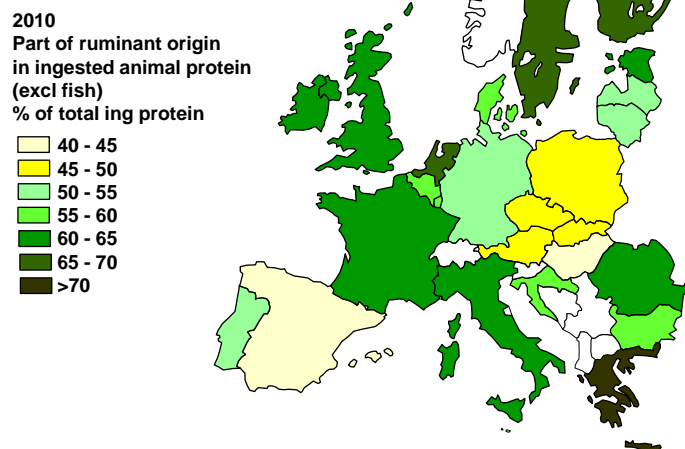 2010
Part of ruminant origin
in ingested animal protein
(excl fish)
% of total ing protein
40 - 45
45 - 50
50 - 55
55 - 60
60 - 65
65 - 70
>70